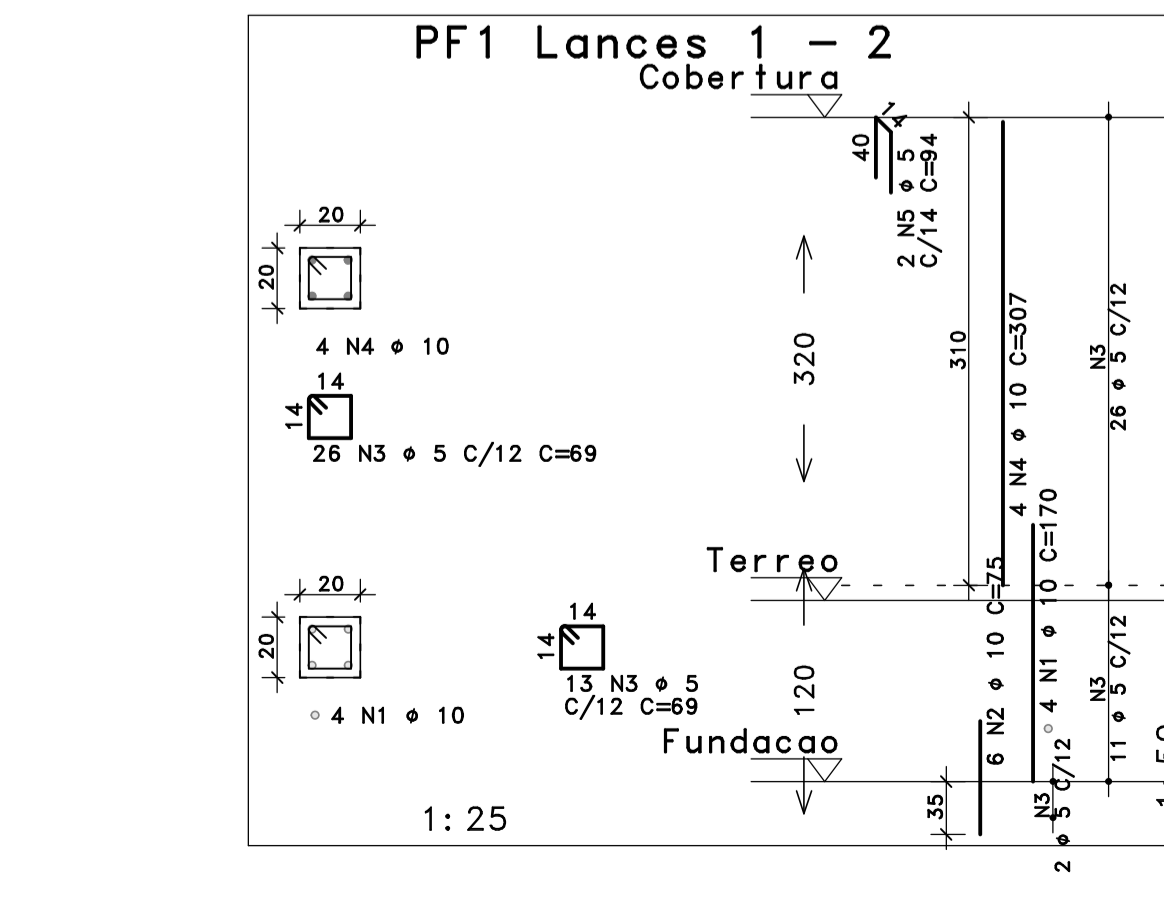 PF1 Lances 1 - 2
Cobertura
14
40
2 N5 ø 5
C/14 C=94
20
20
4 N4 ø 10
14
14
26 N3 ø 5 C/12 C=69
320
310
4 N4 ø 10 C=307
N3
26 ø 5 C/12
Terreo
20
20
4 N1 ø 10
14
14
13 N3 ø 5
C/12 C=69
120
6 N2 ø 10 C=75
4 N1 ø 10 C=170
N3
11 ø 5 C/12
Fundacao
35
N3
2 ø 5 C/12
1:25